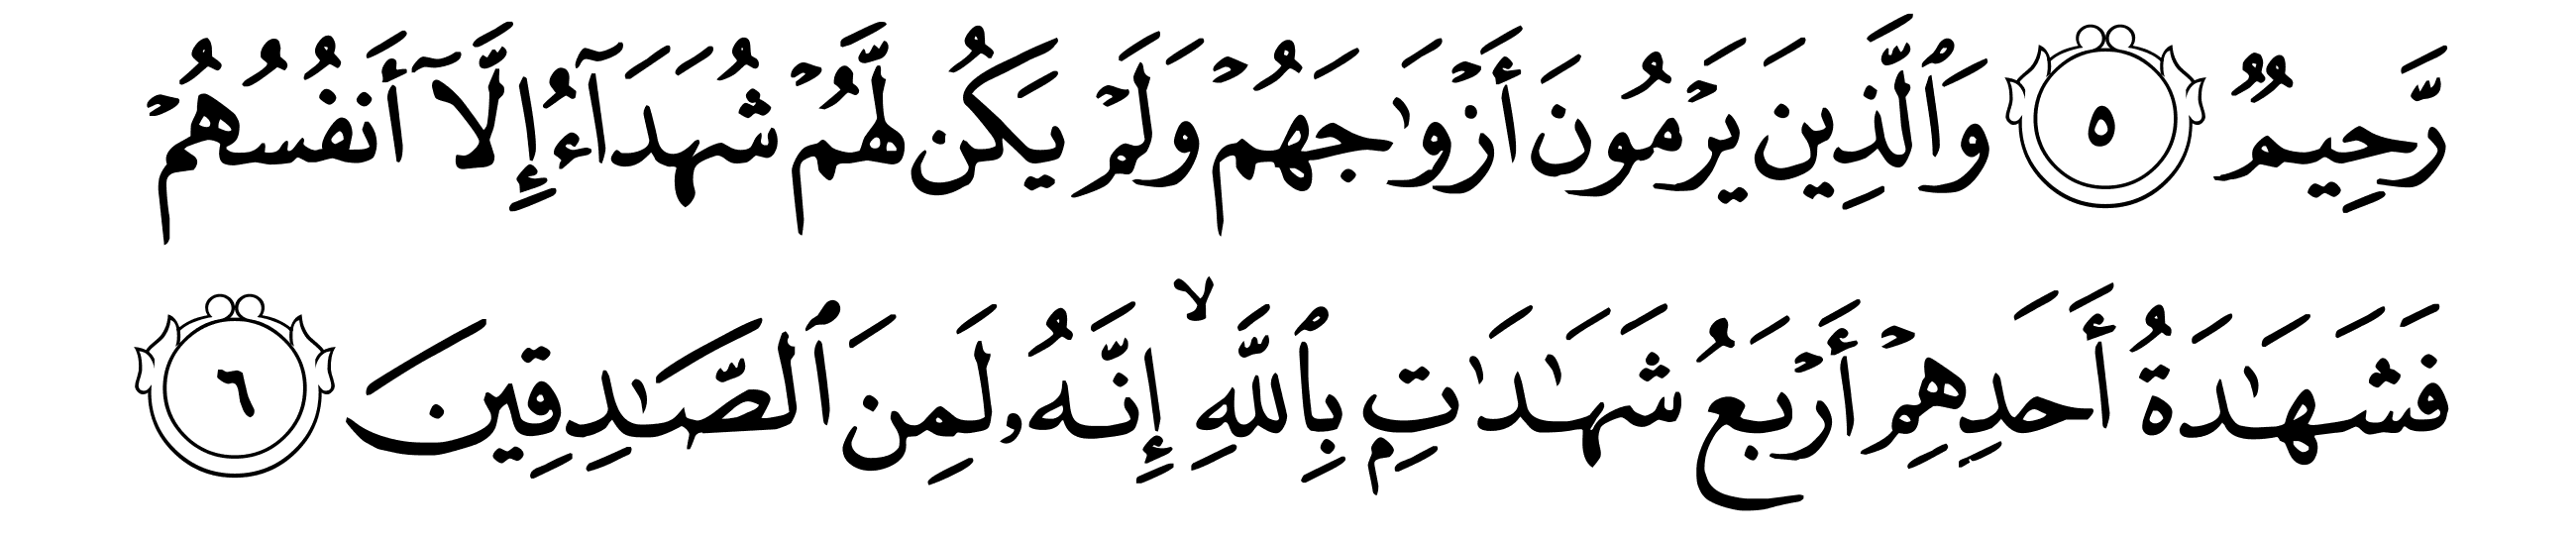 رَّحِيمٌ ٥ وَٱلَّذِينَ يَرۡمُونَ أَزۡوَٰجَهُمۡ وَلَمۡ يَكُن لَّهُمۡ شُهَدَآءُ إِلَّآ أَنفُسُهُمۡ
فَشَهَٰدَةُ أَحَدِهِمۡ أَرۡبَعُ شَهَٰدَٰتِۭ بِٱللَّهِ ۙ إِنَّهُۥ لَمِنَ ٱلصَّٰدِقِينَ ٦